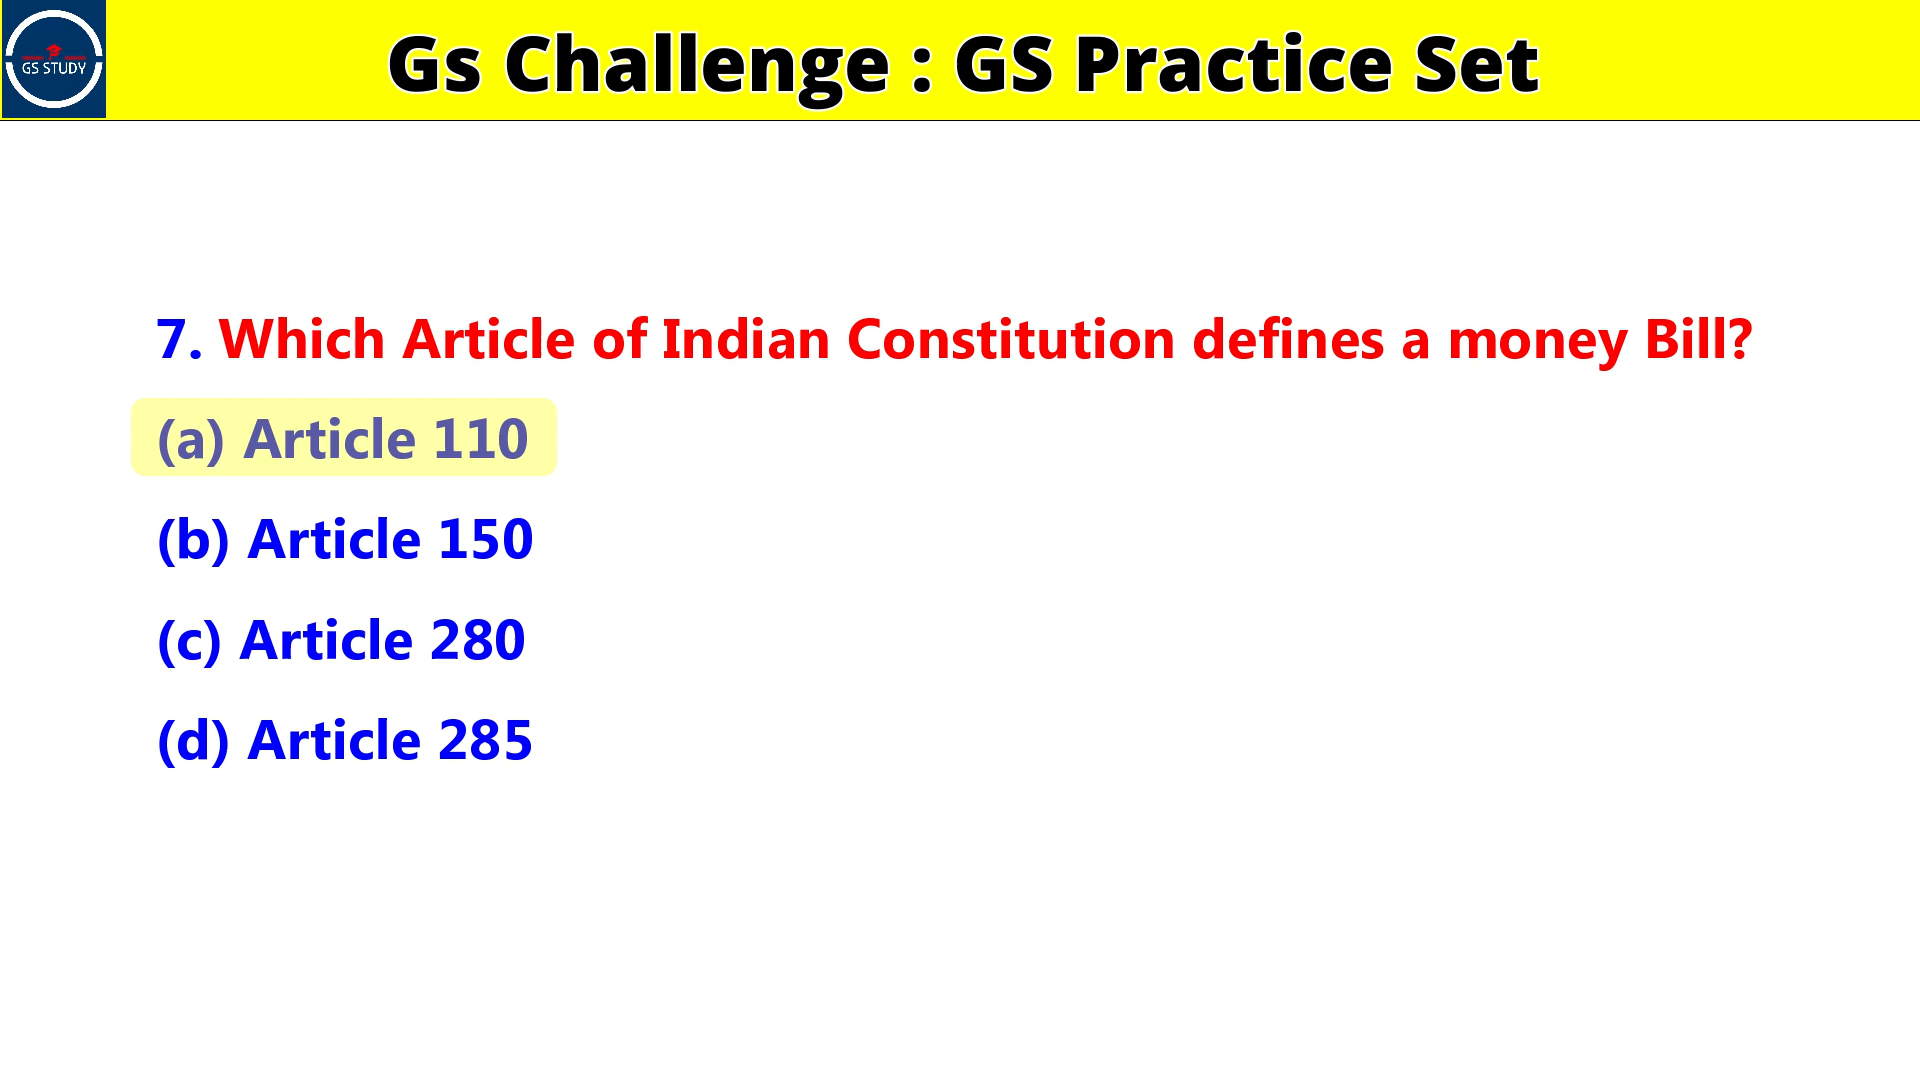 GS STUDY
Gs Challenge : GS Practice Set
7. Which Article of Indian Constitution defines a money Bill?
(a) Article 110
(b) Article 150
(c) Article 280
(d) Article 285